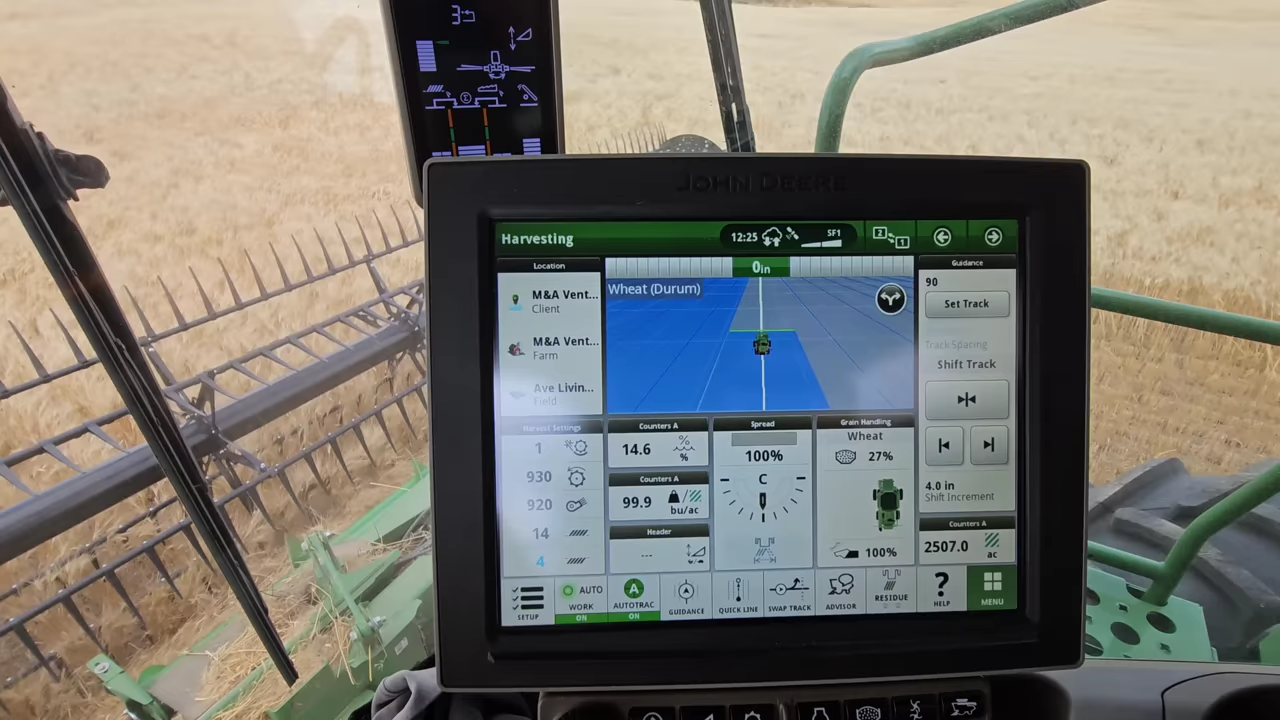 JOHN DEERE
Harvesting
12:25
SF1
2
1
Location
M&A Vent...
Client
M&A Vent...
Farm
Ave Livin...
Field
0in
Wheat (Durum)
Guidance
90
Set Track
Track Spacing
Shift Track
4.0 in
Shift Increment
Harvest Settings
1
930
920
14
4
Counters A
14.6
%
%
Counters A
99.9
bu/ac
Header
---
Spread
100%
C
Grain Handling
Wheat
27%
100%
Counters A
2507.0
ac
SETUP
AUTO
WORK
ON
A
AUTOTRAC
ON
GUIDANCE
QUICK LINE
SWAP TRACK
ADVISOR
RESIDUE
?
HELP
MENU